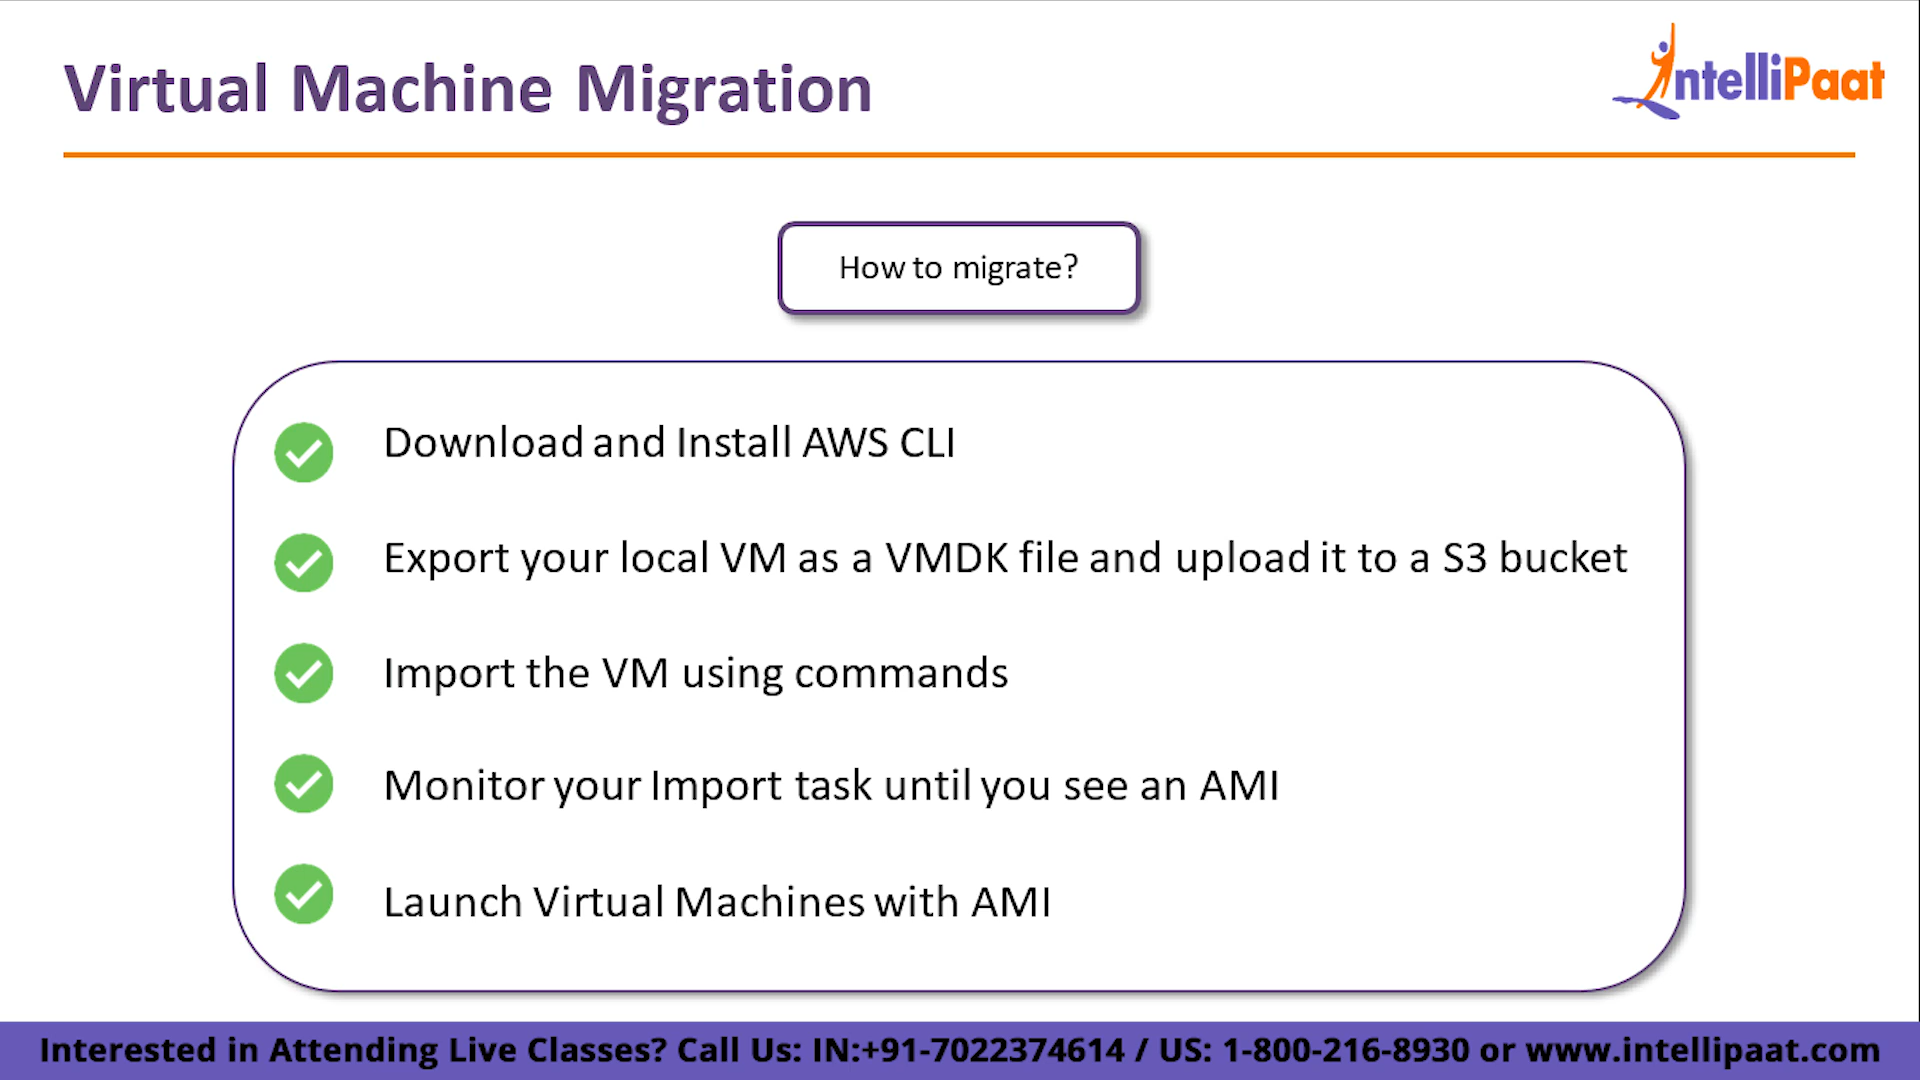 Virtual Machine Migration
IntelliPaat
How to migrate?
Download and Install AWS CLI
Export your local VM as a VMDK file and upload it to a S3 bucket
Import the VM using commands
Monitor your Import task until you see an AMI
Launch Virtual Machines with AMI
Interested in Attending Live Classes? Call Us: IN:+91-7022374614 / US: 1-800-216-8930 or www.intellipaat.com